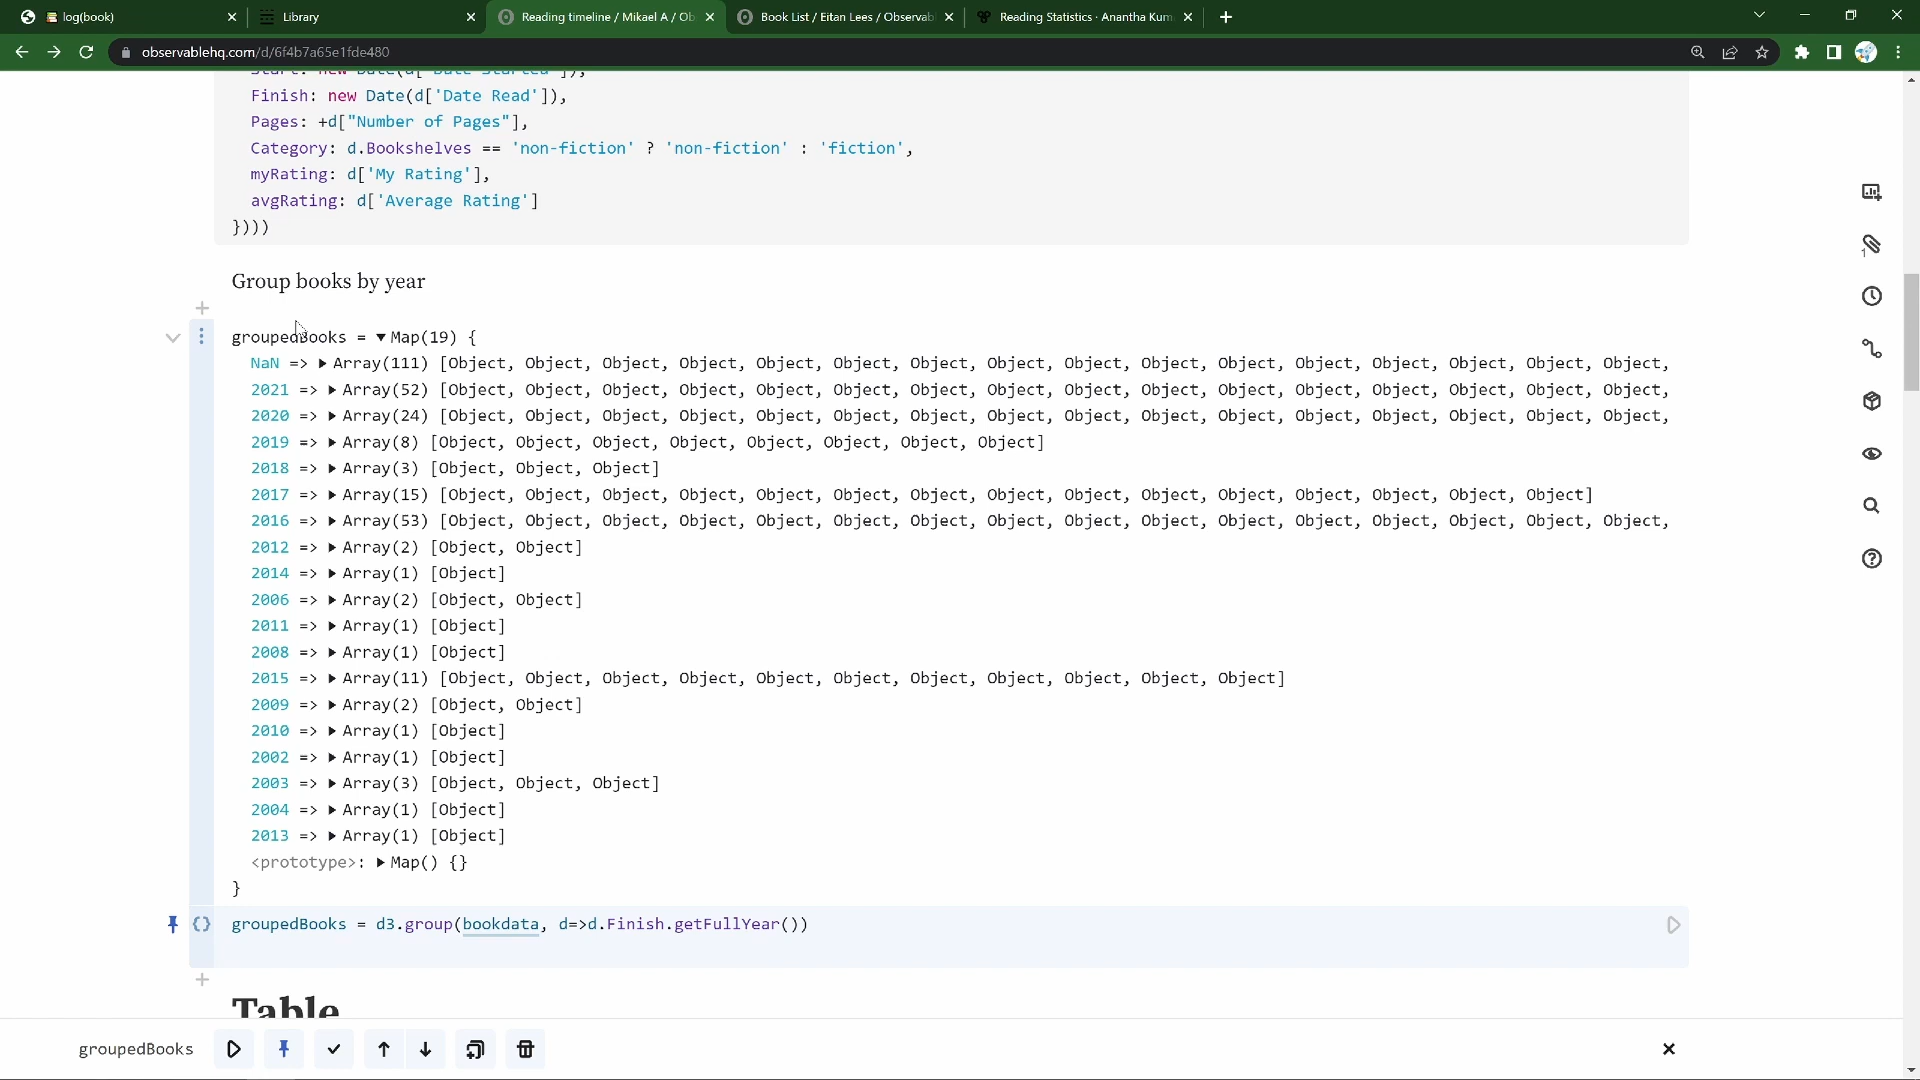 log(book)
Library
Reading timeline / Mikael A / Ob
Book List / Eitan Lees / Observab
Reading Statistics · Anantha Kum
observablehq.com/d/6f4b7a65e1fde480
Start: new Date(d['Date Started']),
Finish: new Date(d['Date Read']),
Pages: +d["Number of Pages"],
Category: d.Bookshelves == 'non-fiction' ? 'non-fiction' : 'fiction',
myRating: d['My Rating'],
avgRating: d['Average Rating']
})))
Group books by year
groupedBooks = ▼Map(19) {
NaN => ▶Array(111) [Object, Object, Object, Object, Object, Object, Object, Object, Object, Object, Object, Object, Object, Object, Object, Object,
2021 => ▶Array(52) [Object, Object, Object, Object, Object, Object, Object, Object, Object, Object, Object, Object, Object, Object, Object, Object,
2020 => ▶Array(24) [Object, Object, Object, Object, Object, Object, Object, Object, Object, Object, Object, Object, Object, Object, Object, Object,
2019 => ▶Array(8) [Object, Object, Object, Object, Object, Object, Object, Object]
2018 => ▶Array(3) [Object, Object, Object]
2017 => ▶Array(15) [Object, Object, Object, Object, Object, Object, Object, Object, Object, Object, Object, Object, Object, Object, Object]
2016 => ▶Array(53) [Object, Object, Object, Object, Object, Object, Object, Object, Object, Object, Object, Object, Object, Object, Object, Object,
2012 => ▶Array(2) [Object, Object]
2014 => ▶Array(1) [Object]
2006 => ▶Array(2) [Object, Object]
2011 => ▶Array(1) [Object]
2008 => ▶Array(1) [Object]
2015 => ▶Array(11) [Object, Object, Object, Object, Object, Object, Object, Object, Object, Object, Object]
2009 => ▶Array(2) [Object, Object]
2010 => ▶Array(1) [Object]
2002 => ▶Array(1) [Object]
2003 => ▶Array(3) [Object, Object, Object]
2004 => ▶Array(1) [Object]
2013 => ▶Array(1) [Object]
<prototype>: ▶Map() {}
}
groupedBooks = d3.group(bookdata, d=>d.Finish.getFullYear())
Table
groupedBooks